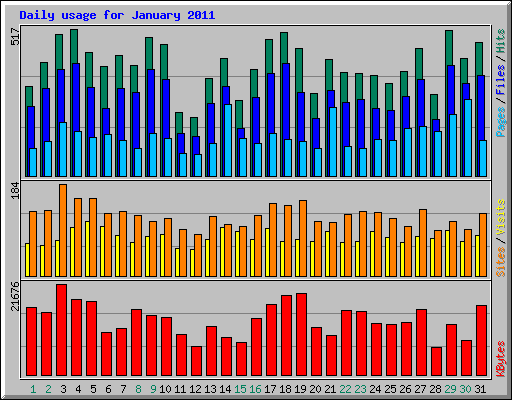 Daily usage for January 2011
517
Pages / Files / Hits
184
Sites / Visits
21676
KBytes
1 2 3 4 5 6 7 8 9 10 11 12 13 14 15 16 17 18 19 20 21 22 23 24 25 26 27 28 29 30 31